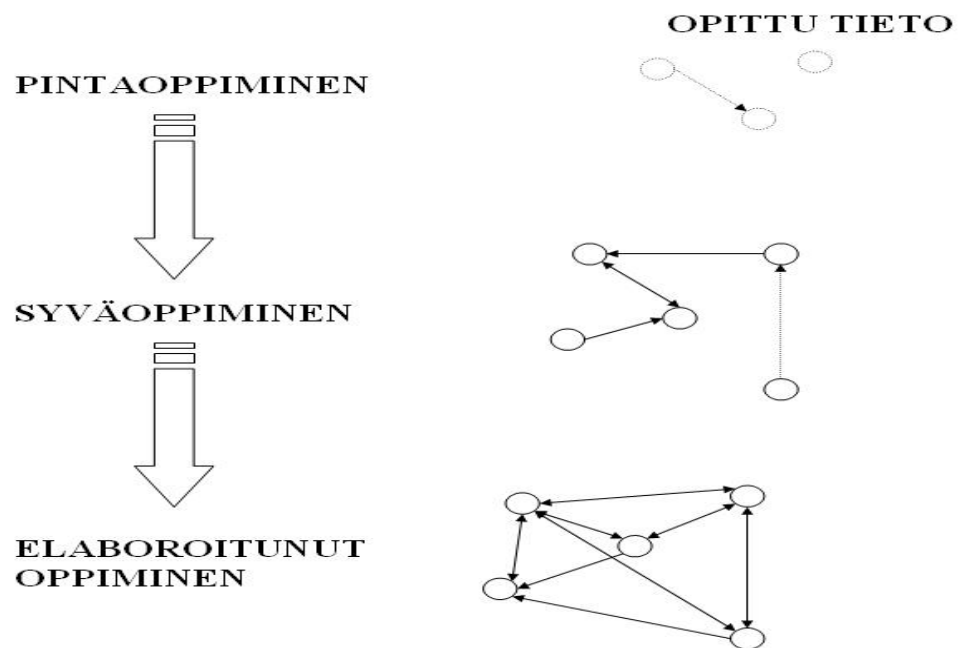 OPITTU TIETO
PINTAOPPIMINEN
SYVÄOPPIMINEN
ELABOROITUNUT
OPPIMINEN